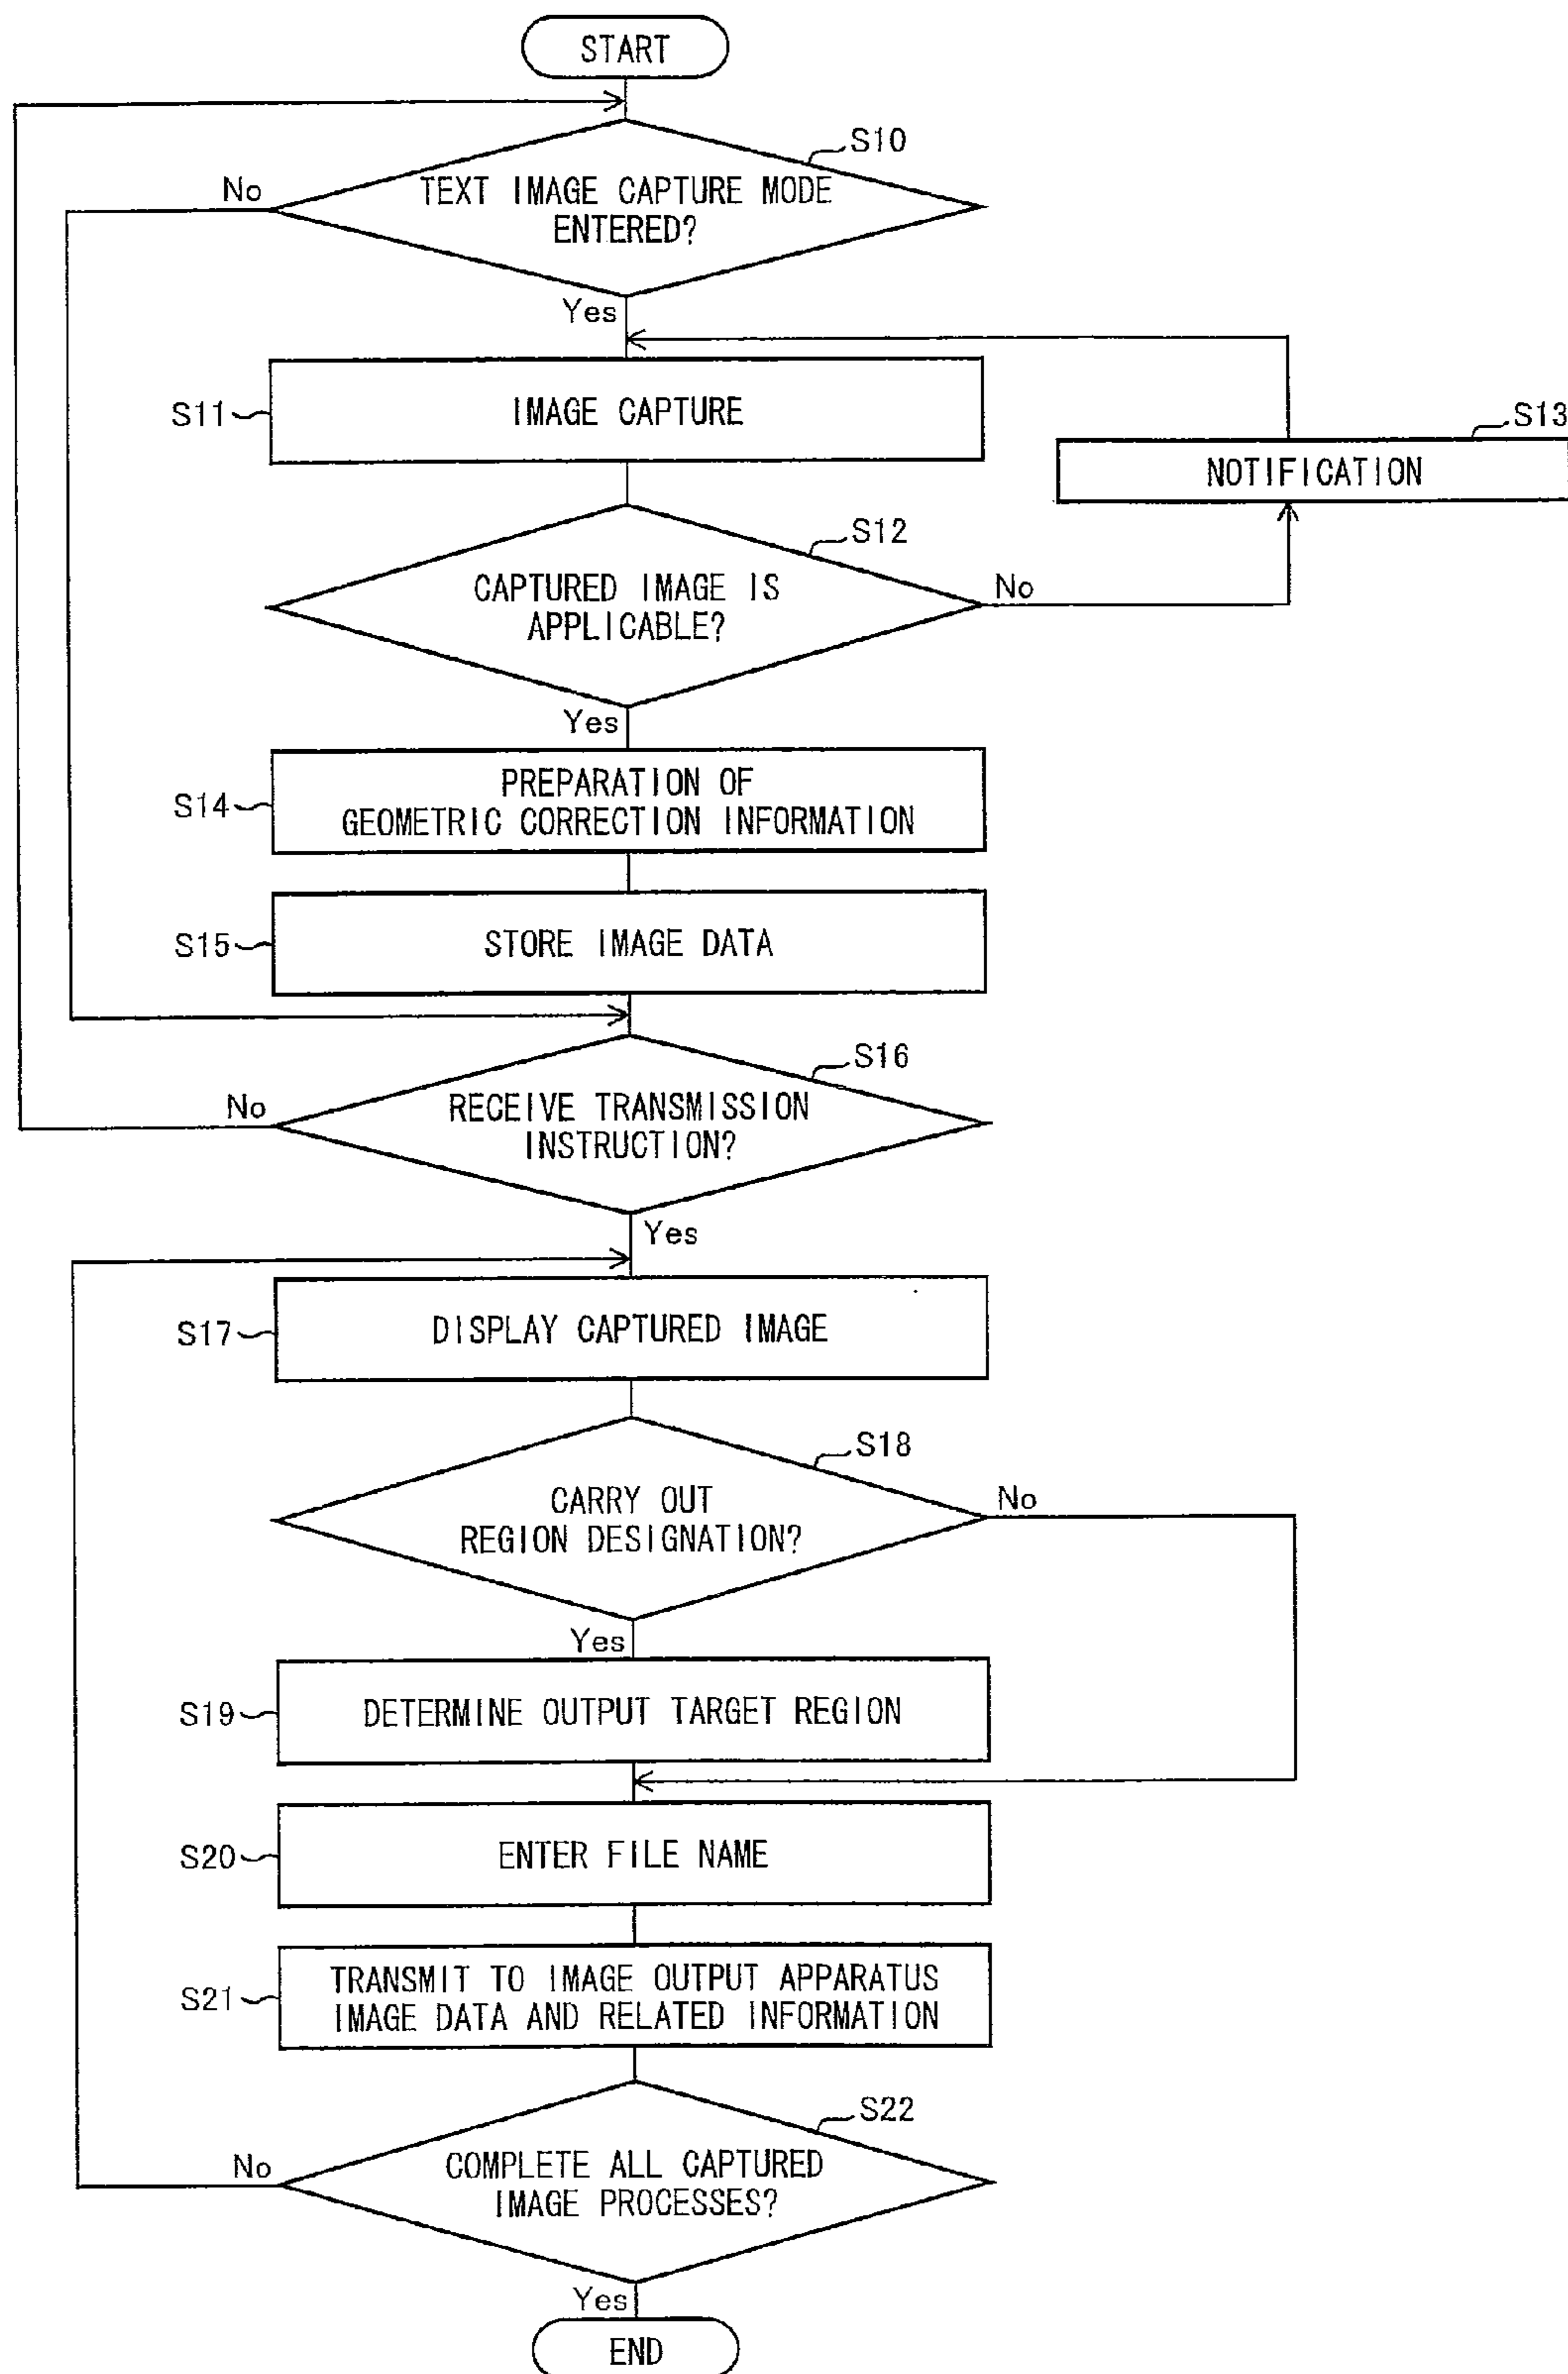 START
S10
No
TEXT IMAGE CAPTURE MODE
ENTERED?
Yes
S11
IMAGE CAPTURE
S13
NOTIFICATION
S12
CAPTURED IMAGE IS
APPLICABLE?
No
Yes
S14
PREPARATION OF
GEOMETRIC CORRECTION INFORMATION
S15
STORE IMAGE DATA
S16
No
RECEIVE TRANSMISSION
INSTRUCTION?
Yes
S17
DISPLAY CAPTURED IMAGE
S18
CARRY OUT
REGION DESIGNATION?
No
Yes
S19
DETERMINE OUTPUT TARGET REGION
S20
ENTER FILE NAME
S21
TRANSMIT TO IMAGE OUTPUT APPARATUS
IMAGE DATA AND RELATED INFORMATION
S22
No
COMPLETE ALL CAPTURED
IMAGE PROCESSES?
Yes
END